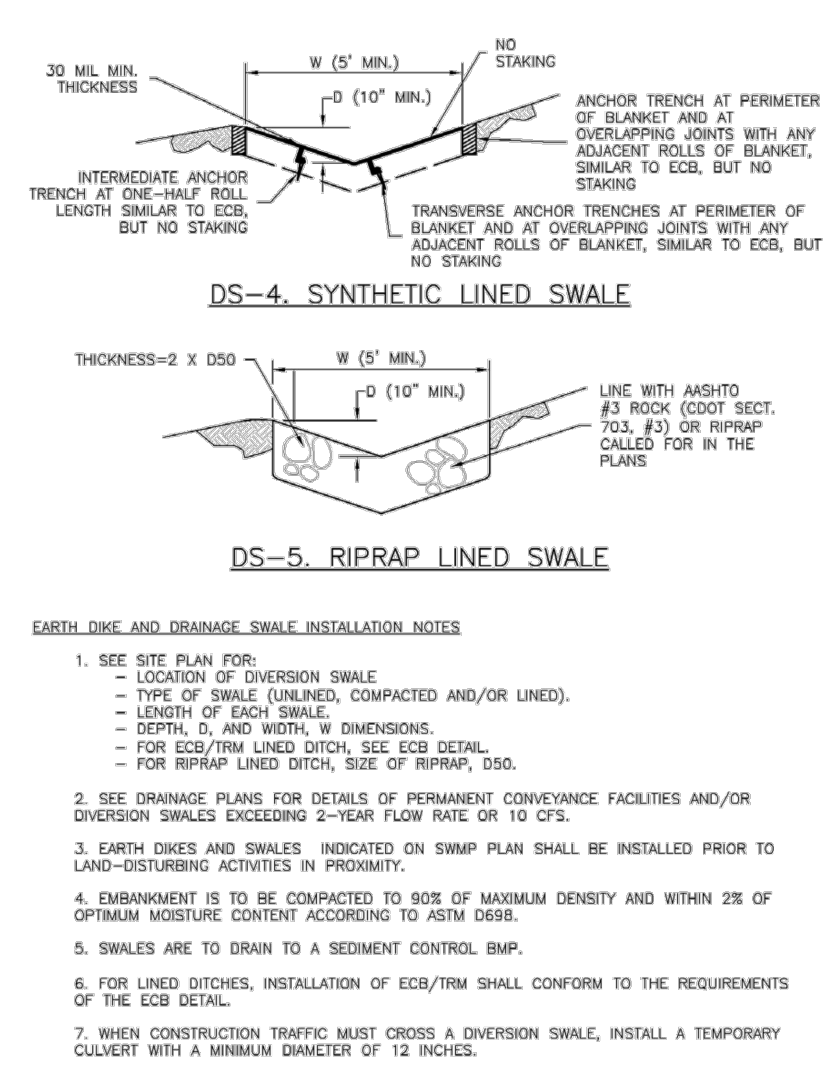 NO
STAKING
W (5' MIN.)
30 MIL MIN.
THICKNESS
D (10" MIN.)
ANCHOR TRENCH AT PERIMETER
OF BLANKET AND AT
OVERLAPPING JOINTS WITH ANY
ADJACENT ROLLS OF BLANKET,
SIMILAR TO ECB, BUT NO
STAKING
INTERMEDIATE ANCHOR
TRENCH AT ONE-HALF ROLL
LENGTH SIMILAR TO ECB,
BUT NO STAKING
TRANSVERSE ANCHOR TRENCHES AT PERIMETER OF
BLANKET AND AT OVERLAPPING JOINTS WITH ANY
ADJACENT ROLLS OF BLANKET, SIMILAR TO ECB, BUT
NO STAKING
DS-4. SYNTHETIC LINED SWALE
THICKNESS=2 X D50
W (5' MIN.)
D (10" MIN.)
LINE WITH AASHTO
#3 ROCK (CDOT SECT.
703, #3) OR RIPRAP
CALLED FOR IN THE
PLANS
DS-5. RIPRAP LINED SWALE
EARTH DIKE AND DRAINAGE SWALE INSTALLATION NOTES
1. SEE SITE PLAN FOR:
- LOCATION OF DIVERSION SWALE
- TYPE OF SWALE (UNLINED, COMPACTED AND/OR LINED).
- LENGTH OF EACH SWALE.
- DEPTH, D, AND WIDTH, W DIMENSIONS.
- FOR ECB/TRM LINED DITCH, SEE ECB DETAIL.
- FOR RIPRAP LINED DITCH, SIZE OF RIPRAP, D50.
2. SEE DRAINAGE PLANS FOR DETAILS OF PERMANENT CONVEYANCE FACILITIES AND/OR
DIVERSION SWALES EXCEEDING 2-YEAR FLOW RATE OR 10 CFS.
3. EARTH DIKES AND SWALES INDICATED ON SWMP PLAN SHALL BE INSTALLED PRIOR TO
LAND-DISTURBING ACTIVITIES IN PROXIMITY.
4. EMBANKMENT IS TO BE COMPACTED TO 90% OF MAXIMUM DENSITY AND WITHIN 2% OF
OPTIMUM MOISTURE CONTENT ACCORDING TO ASTM D698.
5. SWALES ARE TO DRAIN TO A SEDIMENT CONTROL BMP.
6. FOR LINED DITCHES, INSTALLATION OF ECB/TRM SHALL CONFORM TO THE REQUIREMENTS
OF THE ECB DETAIL.
7. WHEN CONSTRUCTION TRAFFIC MUST CROSS A DIVERSION SWALE, INSTALL A TEMPORARY
CULVERT WITH A MINIMUM DIAMETER OF 12 INCHES.